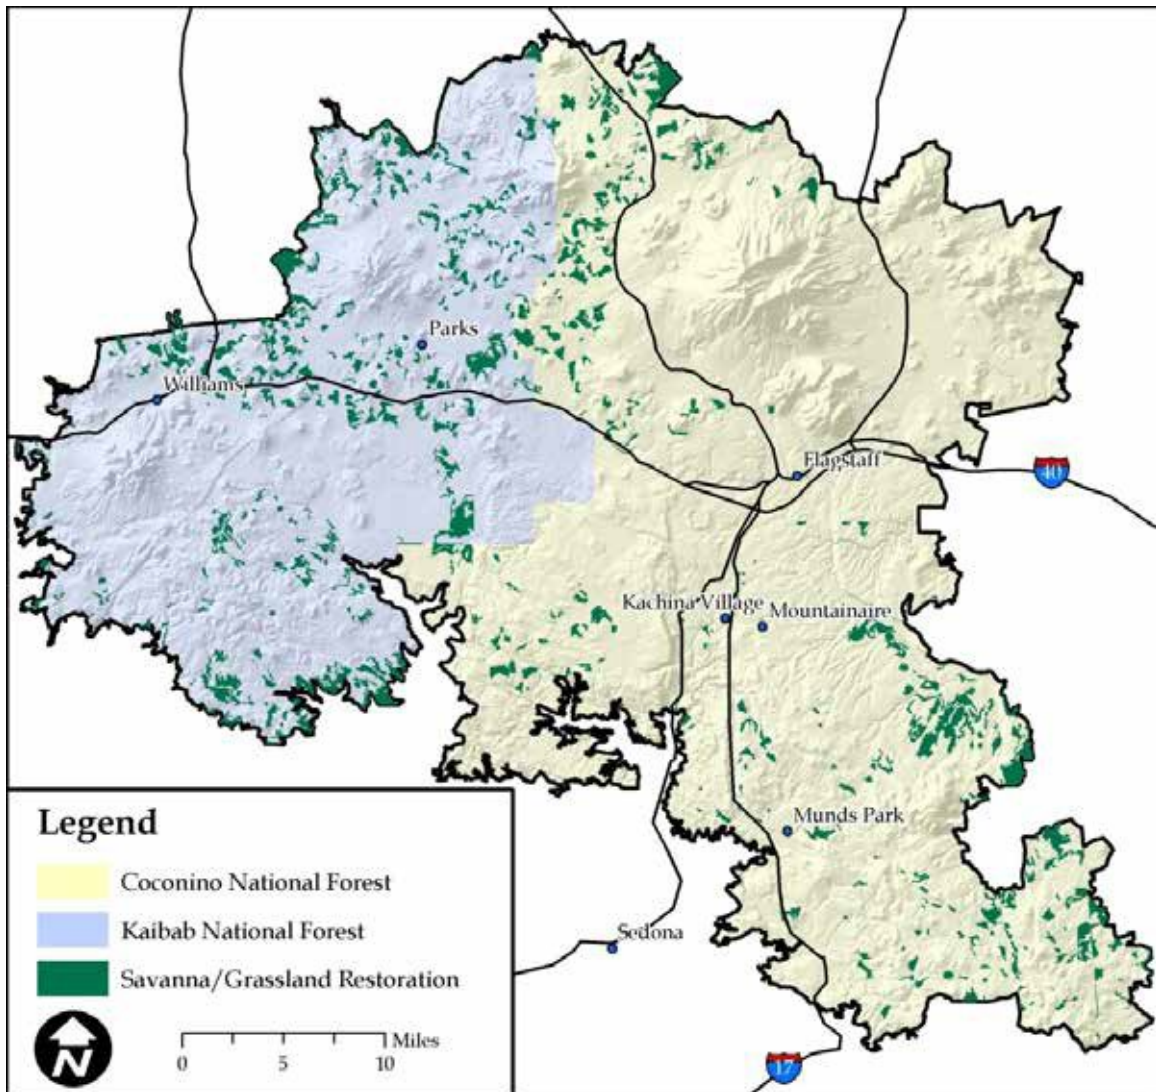 Parks
Williams
Flagstaff
40
Kachina Village
Mountainaire
Munds Park
Sedona
17
Legend
Coconino National Forest
Kaibab National Forest
Savanna/Grassland Restoration
N
Miles
0 5 10